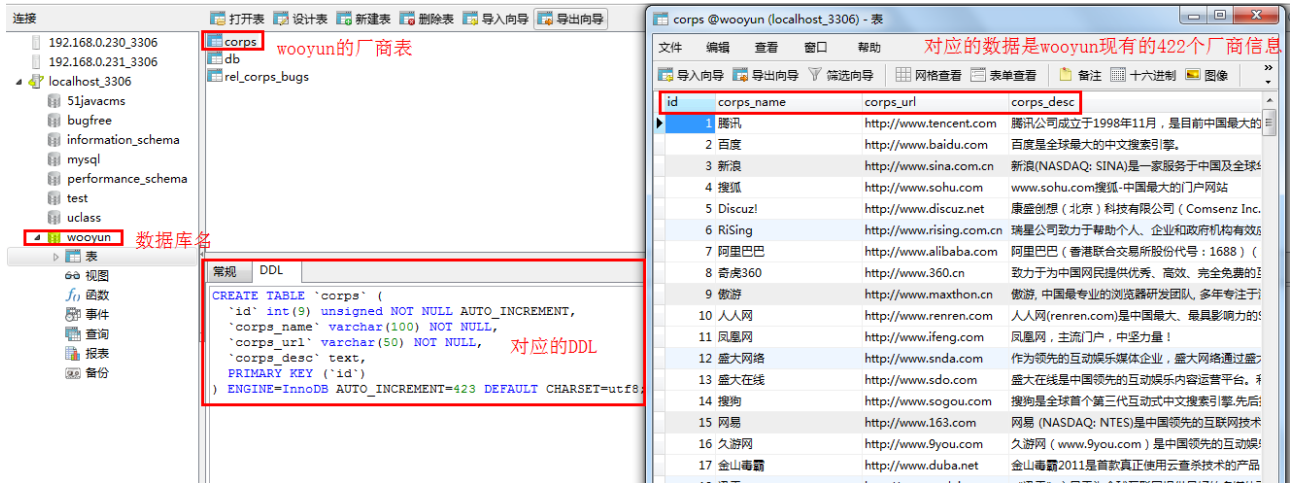 连接
192.168.0.230_3306
192.168.0.231_3306
localhost_3306
51javacms
bugfree
information_schema
mysql
performance_schema
test
uclass
wooyun
数据库名
表
视图
函数
事件
查询
报表
备份
打开表 设计表 新建表 删除表 导入向导 导出向导
corps
wooyun的厂商表
db
rel_corps_bugs
常规 DDL
CREATE TABLE `corps` (
`id` int(9) unsigned NOT NULL AUTO_INCREMENT,
`corps_name` varchar(100) NOT NULL,
`corps_url` varchar(50) NOT NULL,
`corps_desc` text,
PRIMARY KEY (`id`)
) ENGINE=InnoDB AUTO_INCREMENT=423 DEFAULT CHARSET=utf8;
对应的DDL
corps @wooyun (localhost_3306) - 表
文件 编辑 查看 窗口 帮助
对应的数据是wooyun现有的422个厂商信息
导入向导 导出向导 筛选向导 网格查看 表单查看 备注 十六进制 图像 »
id corps_name corps_url corps_desc
1 腾讯 http://www.tencent.com 腾讯公司成立于1998年11月，是目前中国最大的
2 百度 http://www.baidu.com 百度是全球最大的中文搜索引擎。
3 新浪 http://www.sina.com.cn 新浪(NASDAQ: SINA)是一家服务于中国及全球
4 搜狐 http://www.sohu.com www.sohu.com搜狐-中国最大的门户网站
5 Discuz! http://www.discuz.net 康盛创想（北京）科技有限公司（Comsenz Inc.
6 RiSing http://www.rising.com.cn 瑞星公司致力于帮助个人、企业和政府机构有效
7 阿里巴巴 http://www.alibaba.com 阿里巴巴（香港联合交易所股份代号：1688）（
8 奇虎360 http://www.360.cn 致力于为中国网民提供优秀、高效、完全免费的
9 傲游 http://www.maxthon.cn 傲游, 中国最专业的浏览器研发团队, 多年专注于
10 人人网 http://www.renren.com 人人网(renren.com)是中国最大、最具影响力的
11 凤凰网 http://www.ifeng.com 凤凰网，主流门户，中坚力量！
12 盛大网络 http://www.snda.com 作为领先的互动娱乐媒体企业，盛大网络通过盛
13 盛大在线 http://www.sdo.com 盛大在线是中国领先的互动娱乐内容运营平台。
14 搜狗 http://www.sogou.com 搜狗是全球首个第三代互动式中文搜索引擎.先后
15 网易 http://www.163.com 网易 (NASDAQ: NTES)是中国领先的互联网技术
16 久游网 http://www.9you.com 久游网（www.9you.com）是中国领先的互动娱
17 金山毒霸 http://www.duba.net 金山毒霸2011是首款真正使用云查杀技术的产品